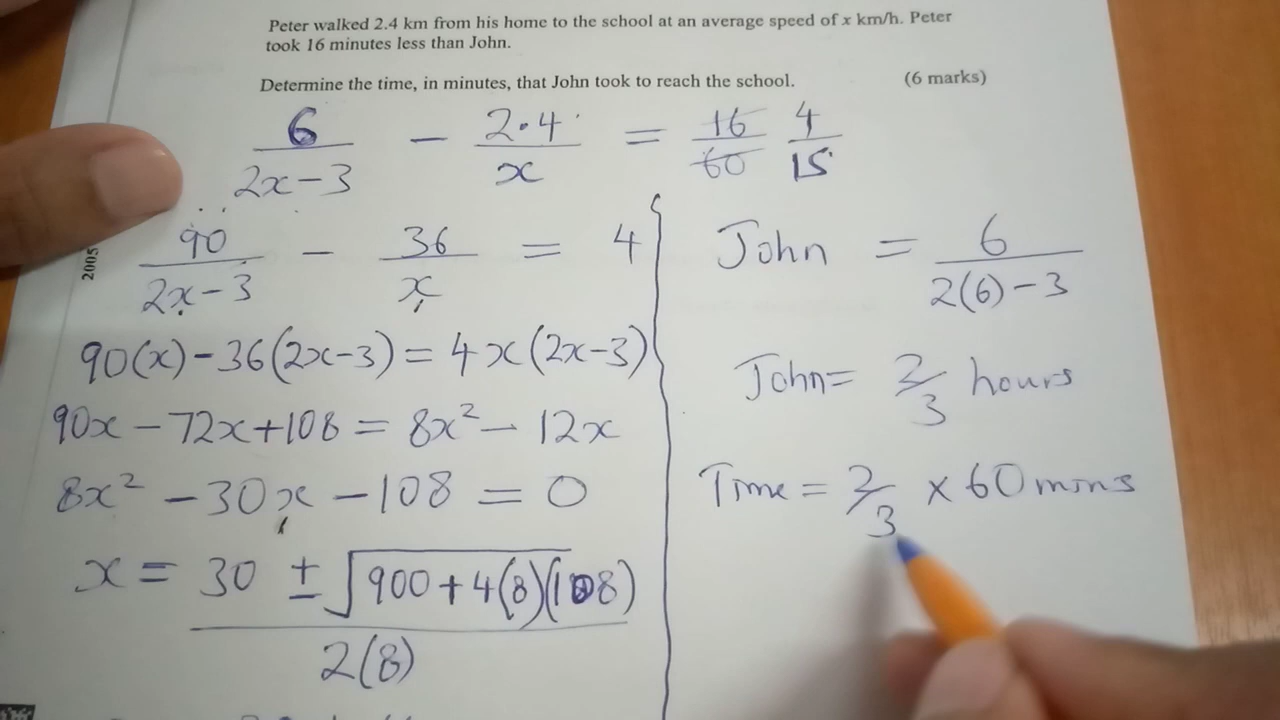 Peter walked 2.4 km from his home to the school at an average speed of x km/h. Peter
took 16 minutes less than John.
Determine the time, in minutes, that John took to reach the school. (6 marks)
6/(2x-3) - 2.4/x = 16/60 4/15
90/(2x-3) - 36/x = 4
90(x)-36(2x-3) = 4x(2x-3)
90x - 72x+108 = 8x² - 12x
8x² - 30x - 108 = 0
x = (30 ± √(900+4(8)(108)))/2(8)
John = 6/(2(6)-3)
John = 2/3 hours
Time = 2/3 × 60 mins
2005